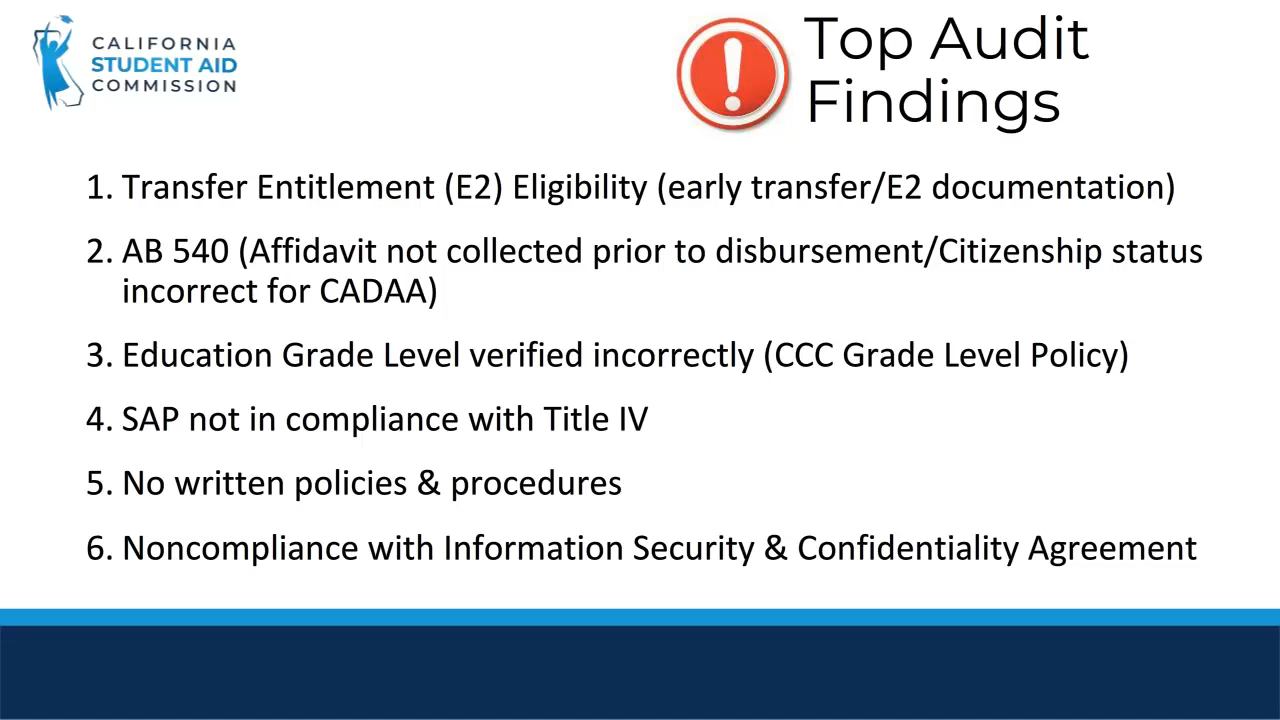 CALIFORNIA
STUDENT AID
COMMISSION
Top Audit
Findings
1. Transfer Entitlement (E2) Eligibility (early transfer/E2 documentation)
2. AB 540 (Affidavit not collected prior to disbursement/Citizenship status
incorrect for CADAA)
3. Education Grade Level verified incorrectly (CCC Grade Level Policy)
4. SAP not in compliance with Title IV
5. No written policies & procedures
6. Noncompliance with Information Security & Confidentiality Agreement